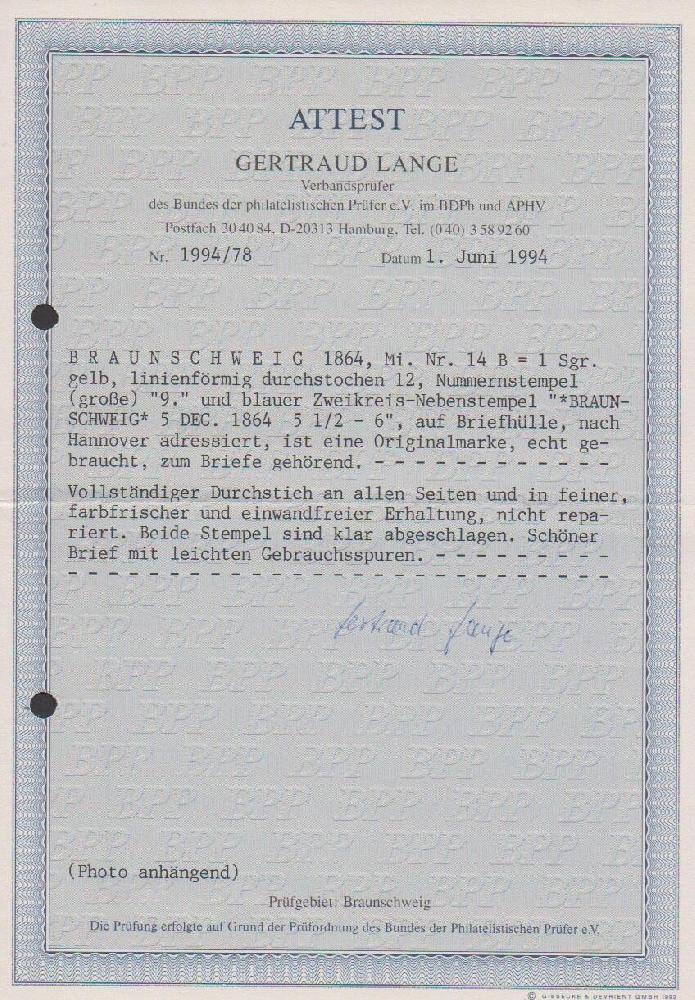 ATTEST
GERTRAUD LANGE
Verbandsprüfer
des Bundes der philatelistischen Prüfer e.V. im BDPh und APHV
Postfach 30 40 84, D-20313 Hamburg, Tel. (0 40) 3 58 92 60
Nr. 1994/78 Datum 1. Juni 1994
B R A U N S C H W E I G 1864, Mi. Nr. 14 B = 1 Sgr.
gelb, linienförmig durchstochen 12, Nummernstempel
(große) "9." und blauer Zweikreis-Nebenstempel "*BRAUN-
SCHWEIG* 5 DEC. 1864 5 1/2 - 6", auf Briefhülle, nach
Hannover adressiert, ist eine Originalmarke, echt ge-
braucht, zum Briefe gehörend. - - - - - - - - - - - -
Vollständiger Durchstich an allen Seiten und in feiner,
farbfrischer und einwandfreier Erhaltung, nicht repa-
riert. Beide Stempel sind klar abgeschlagen. Schöner
Brief mit leichten Gebrauchsspuren. - - - - - - - - -
- - - - - - - - - - - - - - - - - - - - - - - - - - -
Gertraud Lange
(Photo anhängend)
Prüfgebiet: Braunschweig
Die Prüfung erfolgte auf Grund der Prüfordnung des Bundes der Philatelistischen Prüfer e.V.
© GIESECKE & DEVRIENT GMBH